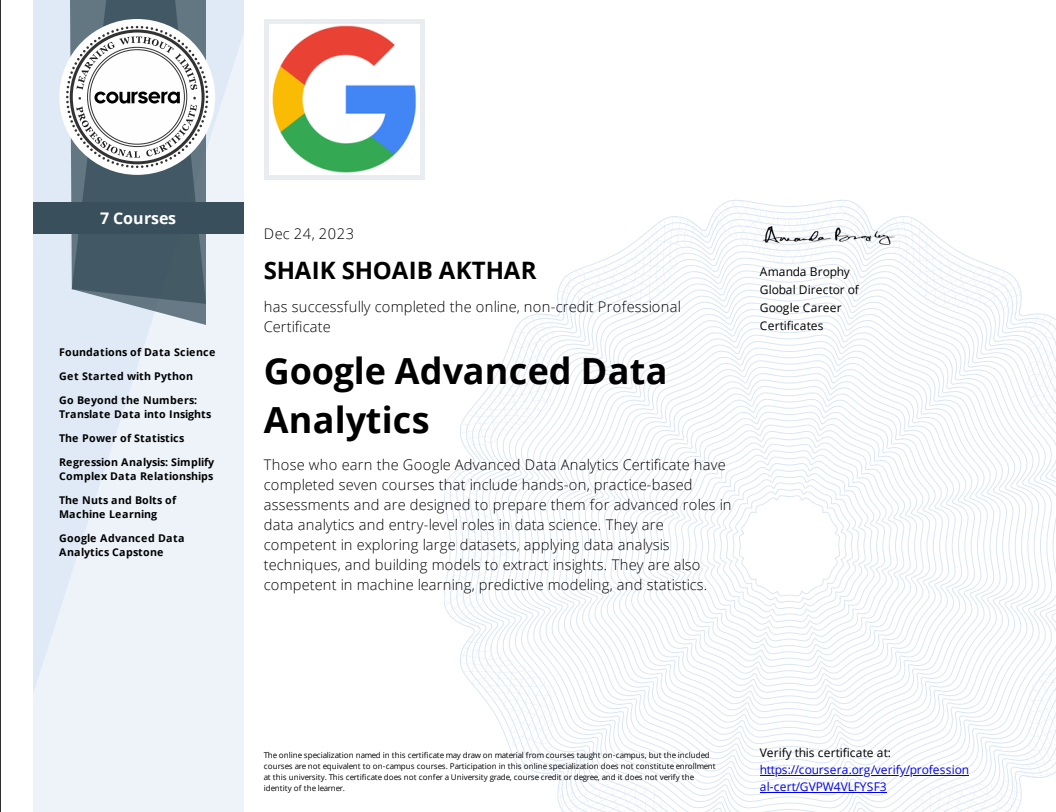 LEARNING WITHOUT LIMITS
coursera
PROFESSIONAL CERTIFICATE
7 Courses
Foundations of Data Science
Get Started with Python
Go Beyond the Numbers:
Translate Data into Insights
The Power of Statistics
Regression Analysis: Simplify
Complex Data Relationships
The Nuts and Bolts of
Machine Learning
Google Advanced Data
Analytics Capstone
Dec 24, 2023
SHAIK SHOAIB AKTHAR
has successfully completed the online, non-credit Professional
Certificate
Google Advanced Data
Analytics
Those who earn the Google Advanced Data Analytics Certificate have
completed seven courses that include hands-on, practice-based
assessments and are designed to prepare them for advanced roles in
data analytics and entry-level roles in data science. They are
competent in exploring large datasets, applying data analysis
techniques, and building models to extract insights. They are also
competent in machine learning, predictive modeling, and statistics.
Amanda Brophy
Amanda Brophy
Global Director of
Google Career
Certificates
The online specialization named in this certificate may draw on material from courses taught on-campus, but the included
courses are not equivalent to on-campus courses. Participation in this online specialization does not constitute enrollment
at this university. This certificate does not confer a University grade, course credit or degree, and it does not verify the
identity of the learner.
Verify this certificate at:
https://coursera.org/verify/profession
al-cert/GVPW4VLFYSF3